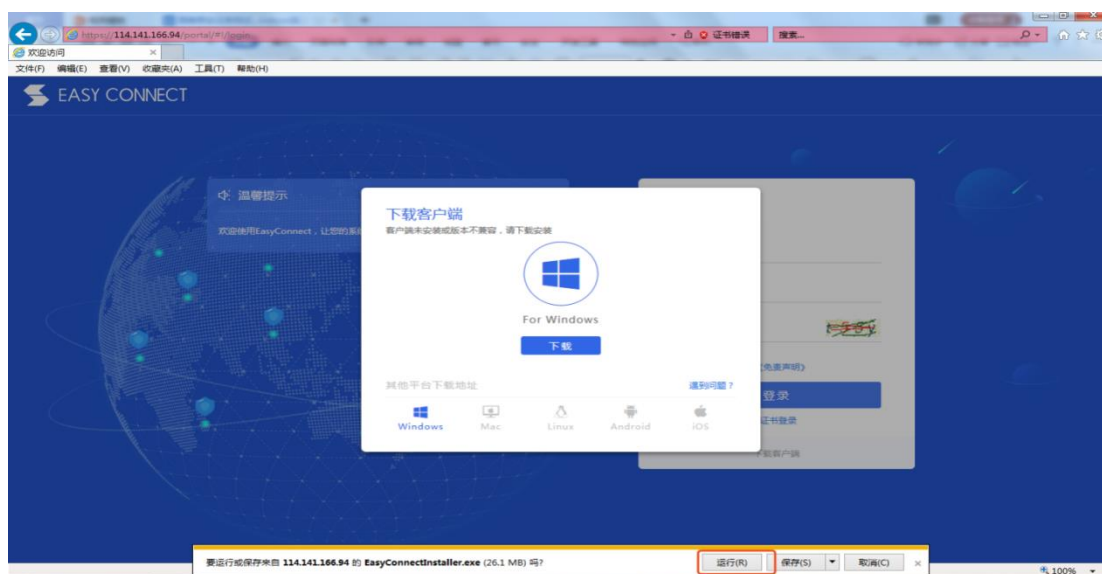 https://114.141.166.94/portal/#!/login
证书错误
搜索...
欢迎访问
文件(F) 编辑(E) 查看(V) 收藏夹(A) 工具(T) 帮助(H)
EASY CONNECT
温馨提示
欢迎使用EasyConnect，让您的系
下载客户端
客户端未安装或版本不兼容，请下载安装
For Windows
下载
其他平台下载地址
遇到问题？
Windows Mac Linux Android iOS
免责声明)
登录
证书登录
下载客户端
要运行或保存来自 114.141.166.94 的 EasyConnectInstaller.exe (26.1 MB) 吗?
运行(R) 保存(S) 取消(C)
100%